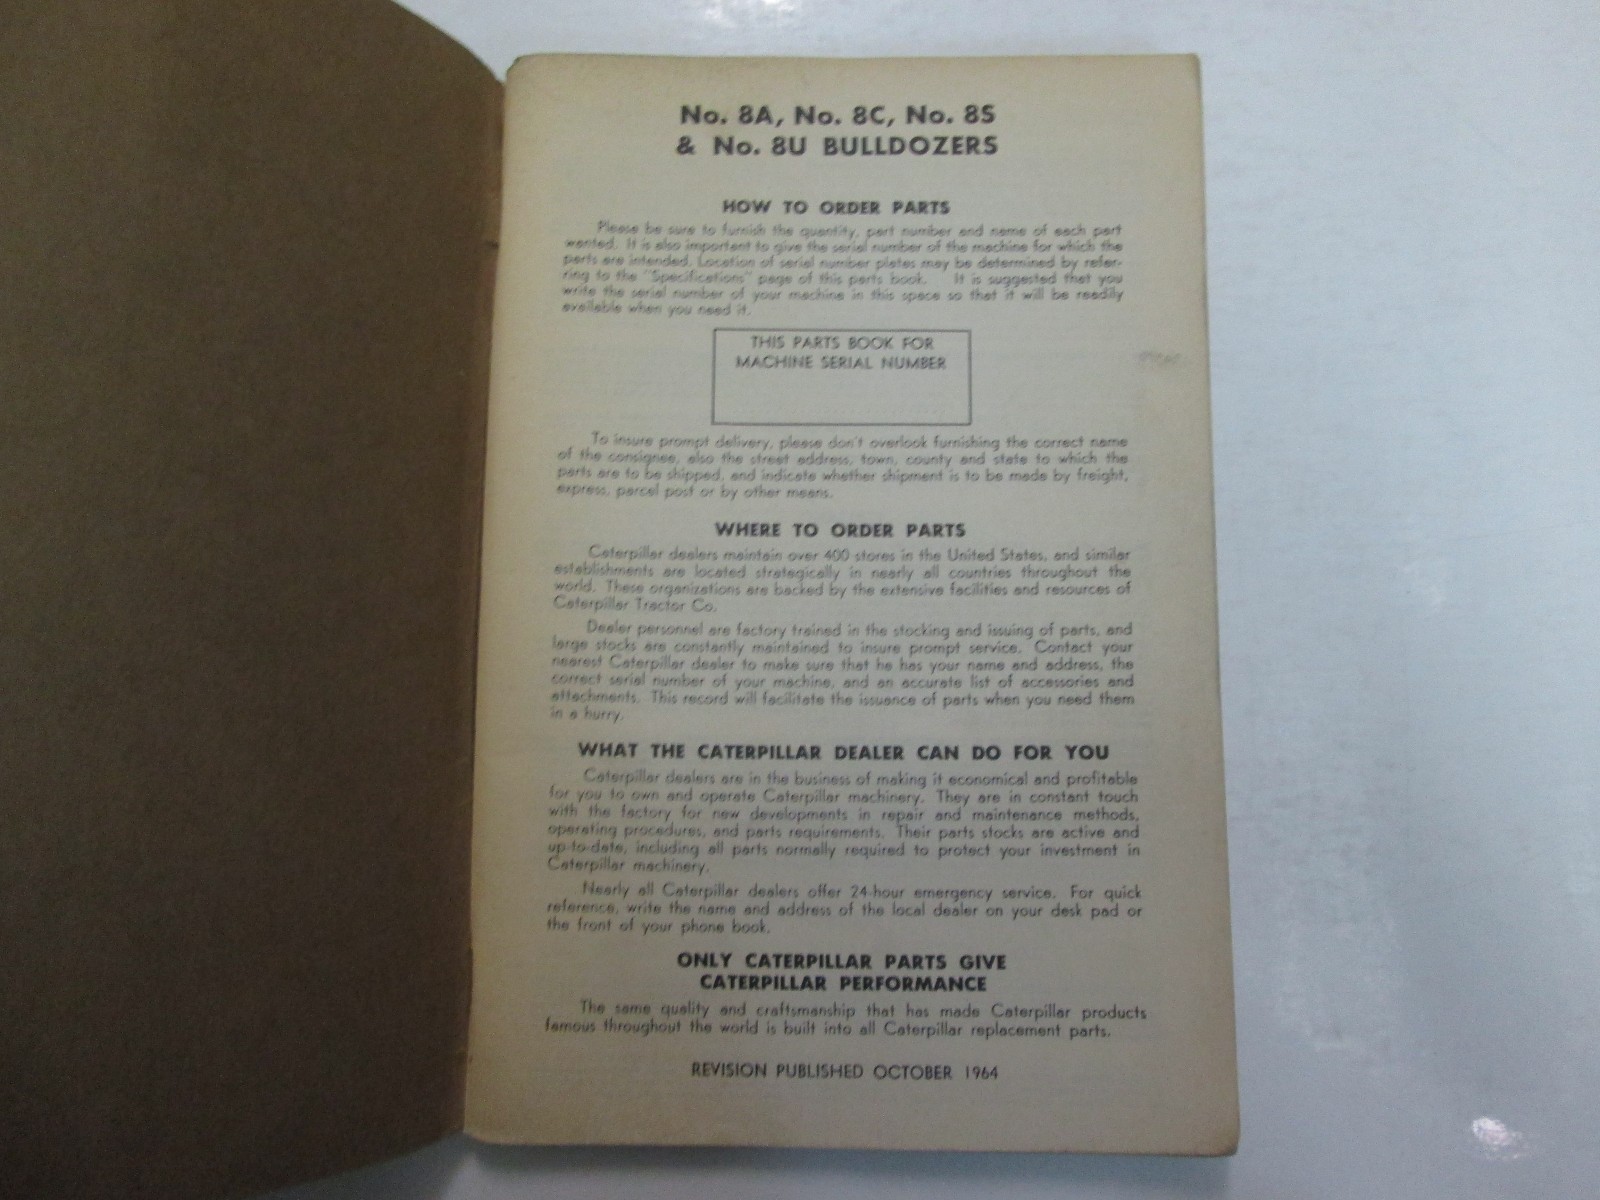 No. 8A, No. 8C, No. 8S
& No. 8U BULLDOZERS
HOW TO ORDER PARTS
Please be sure to furnish the quantity, part number and name of each part
wanted. It is also important to give the serial number of the machine for which the
parts are intended. Location of serial number plates may be determined by refer-
ring to the "Specifications" page of this parts book. It is suggested that you
write the serial number of your machine in this space so that it will be readily
available when you need it.
THIS PARTS BOOK FOR
MACHINE SERIAL NUMBER
To insure prompt delivery, please don't overlook furnishing the correct name
of the consignee, also the street address, town, county and state to which the
parts are to be shipped, and indicate whether shipment is to be made by freight,
express, parcel post or by other means.
WHERE TO ORDER PARTS
Caterpillar dealers maintain over 400 stores in the United States, and similar
establishments are located strategically in nearly all countries throughout the
world. These organizations are backed by the extensive facilities and resources of
Caterpillar Tractor Co.
Dealer personnel are factory trained in the stocking and issuing of parts, and
large stocks are constantly maintained to insure prompt service. Contact your
nearest Caterpillar dealer to make sure that he has your name and address, the
correct serial number of your machine, and an accurate list of accessories and
attachments. This record will facilitate the issuance of parts when you need them
in a hurry.
WHAT THE CATERPILLAR DEALER CAN DO FOR YOU
Caterpillar dealers are in the business of making it economical and profitable
for you to own and operate Caterpillar machinery. They are in constant touch
with the factory for new developments in repair and maintenance methods,
operating procedures, and parts requirements. Their parts stocks are active and
up-to-date, including all parts normally required to protect your investment in
Caterpillar machinery.
Nearly all Caterpillar dealers offer 24-hour emergency service. For quick
reference, write the name and address of the local dealer on your desk pad or
the front of your phone book.
ONLY CATERPILLAR PARTS GIVE
CATERPILLAR PERFORMANCE
The same quality and craftsmanship that has made Caterpillar products
famous throughout the world is built into all Caterpillar replacement parts.
REVISION PUBLISHED OCTOBER 1964